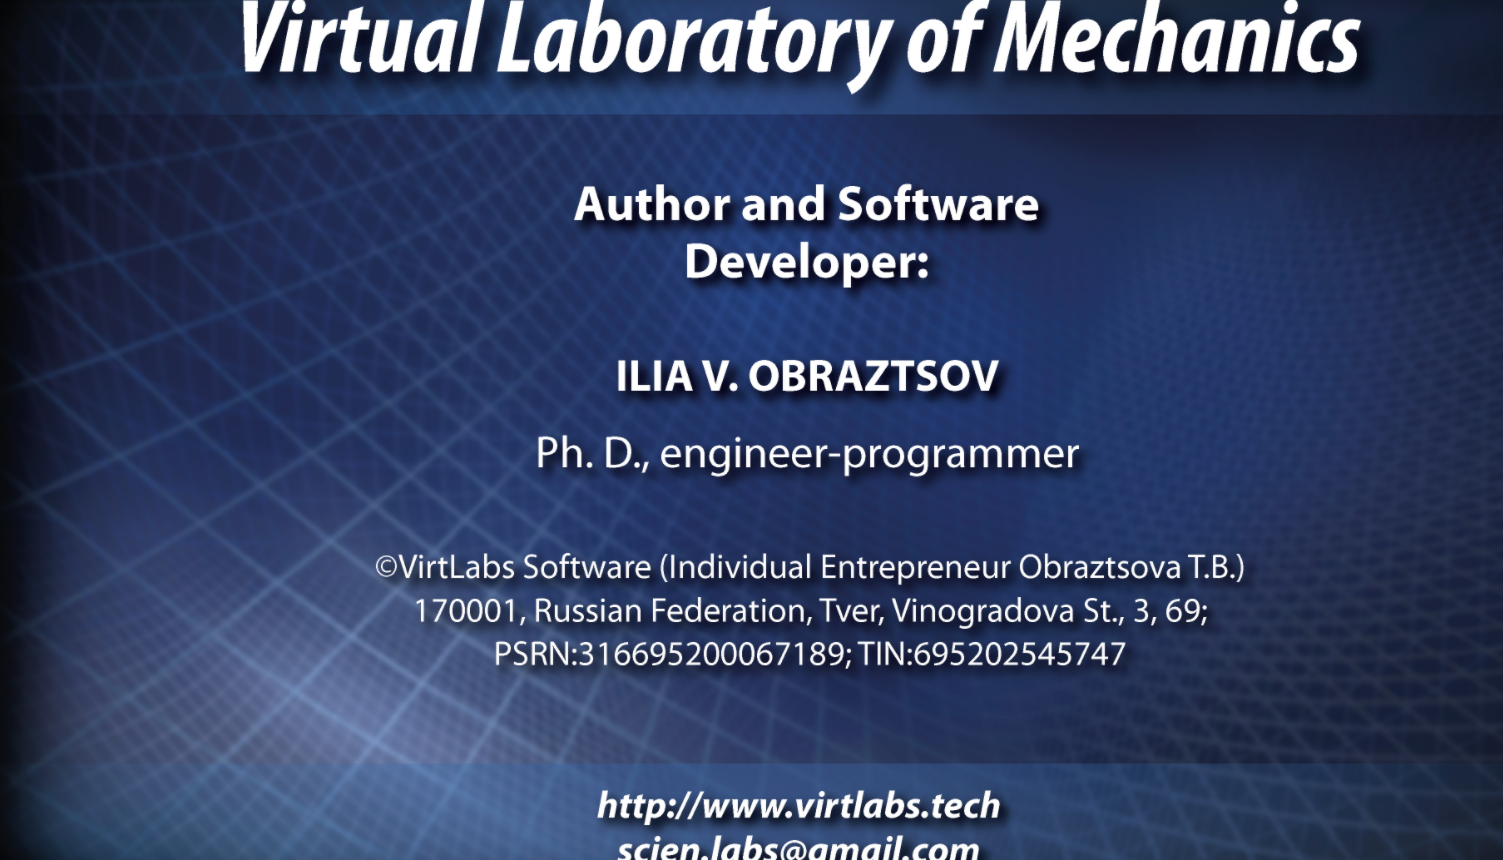 Virtual Laboratory of Mechanics
Author and Software
Developer:
ILIA V. OBRAZTSOV
Ph. D., engineer-programmer
©VirtLabs Software (Individual Entrepreneur Obraztsova T.B.)
170001, Russian Federation, Tver, Vinogradova St., 3, 69;
PSRN:316695200067189; TIN:695202545747
http://www.virtlabs.tech
scien.labs@gmail.com